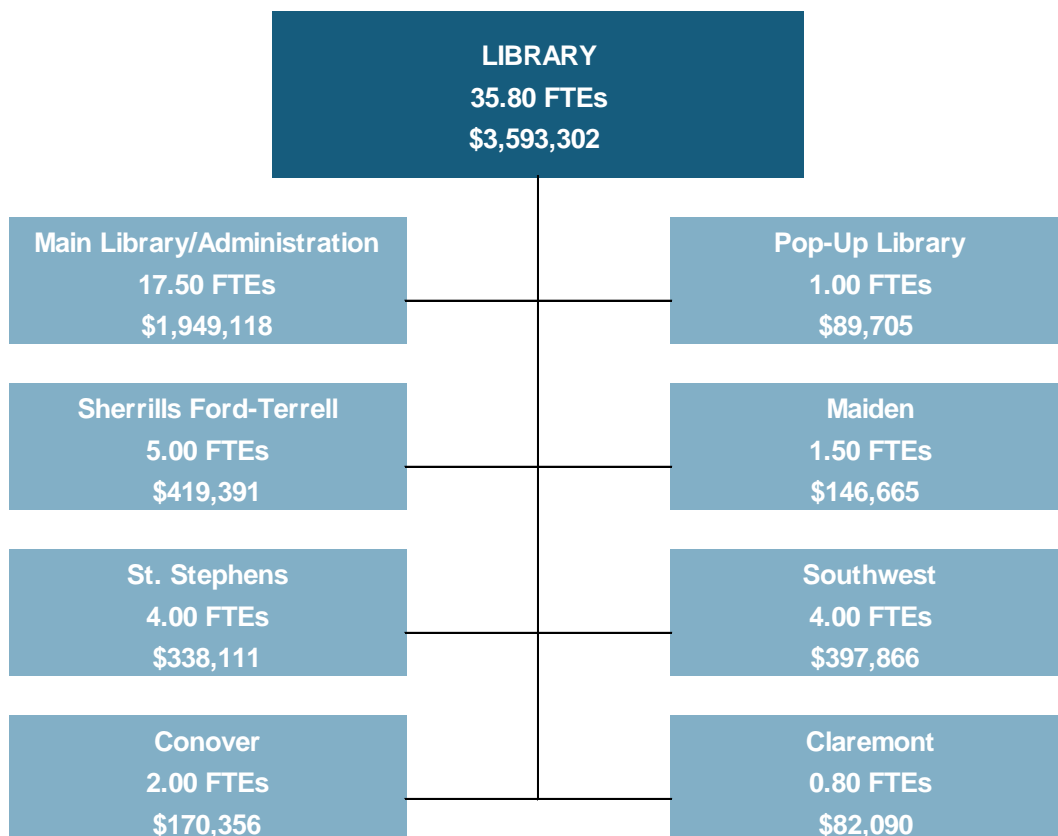 LIBRARY
35.80 FTEs
$3,593,302
Main Library/Administration
17.50 FTEs
$1,949,118
Pop-Up Library
1.00 FTEs
$89,705
Sherrills Ford-Terrell
5.00 FTEs
$419,391
Maiden
1.50 FTEs
$146,665
St. Stephens
4.00 FTEs
$338,111
Southwest
4.00 FTEs
$397,866
Conover
2.00 FTEs
$170,356
Claremont
0.80 FTEs
$82,090